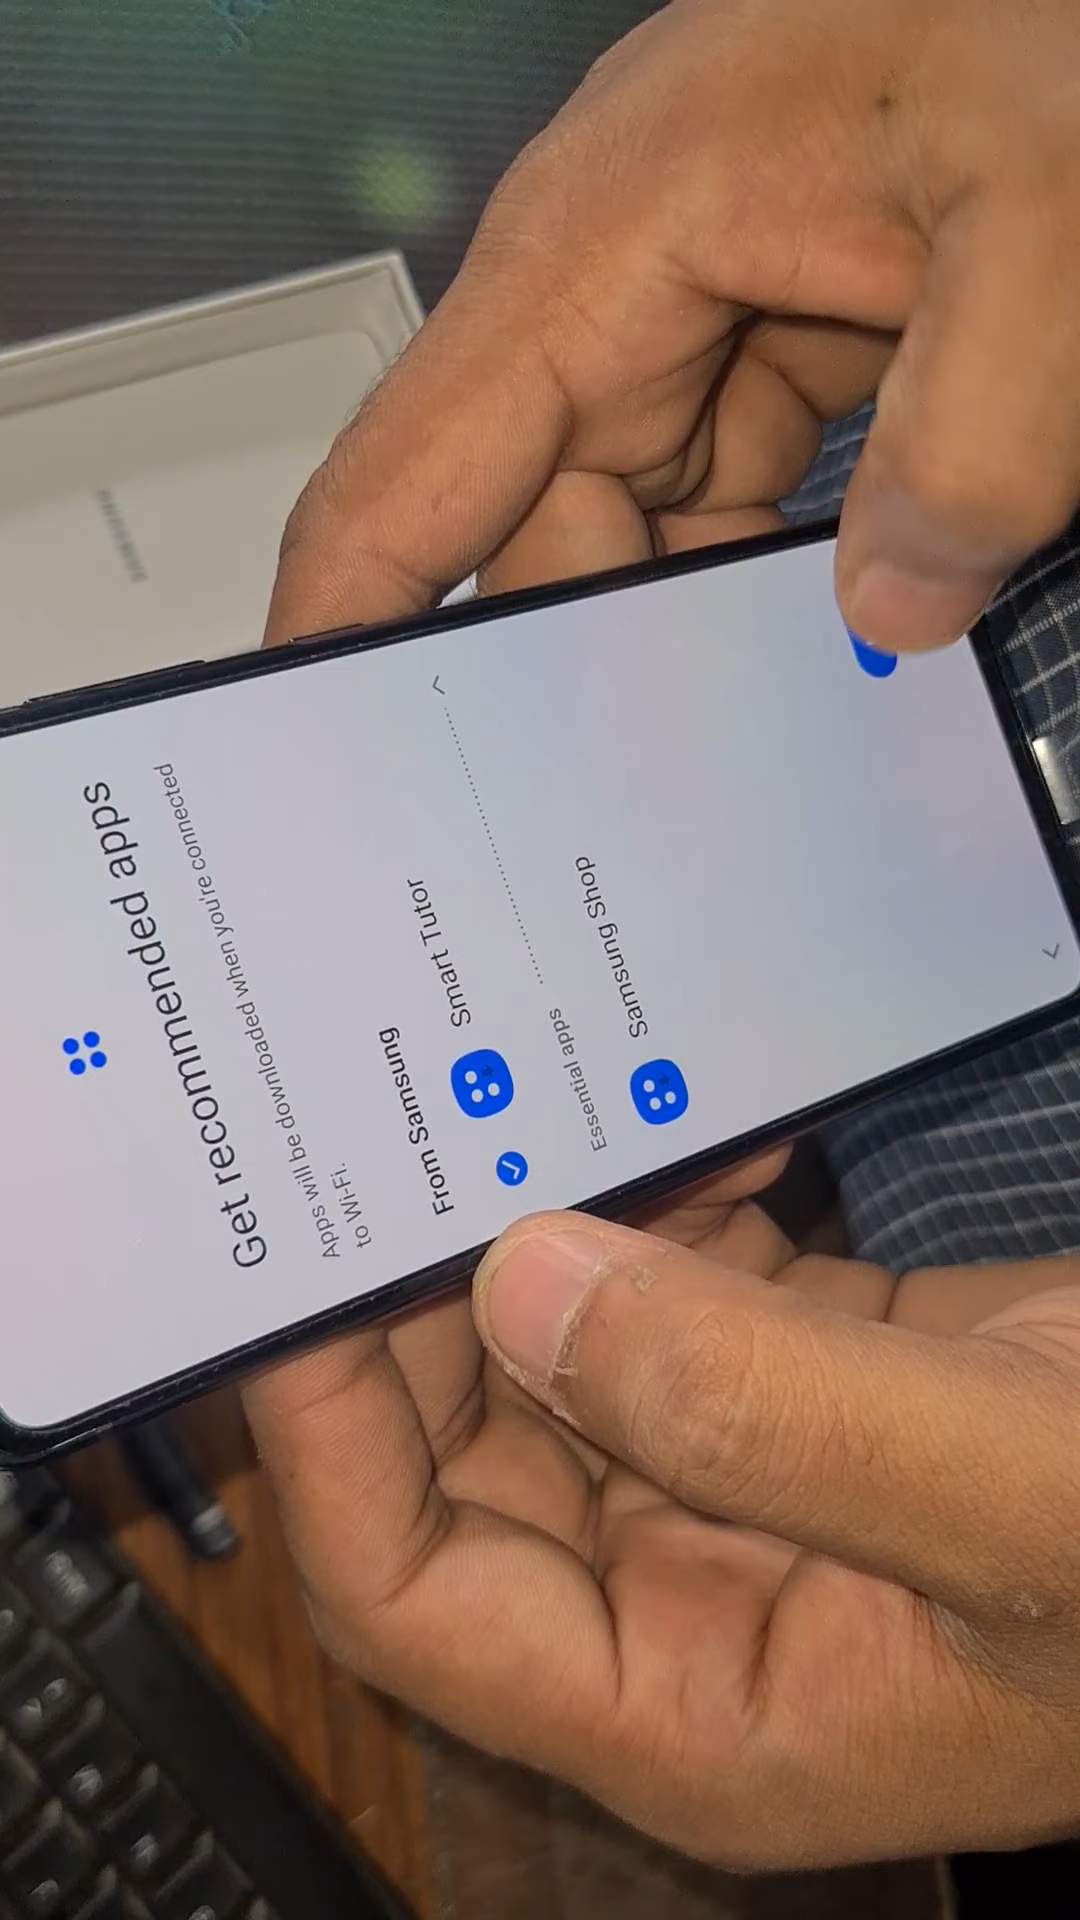 Get recommended apps
Apps will be downloaded when you're connected
to Wi-Fi.
From Samsung
Smart Tutor
Essential apps
Samsung Shop
SAMSUNG